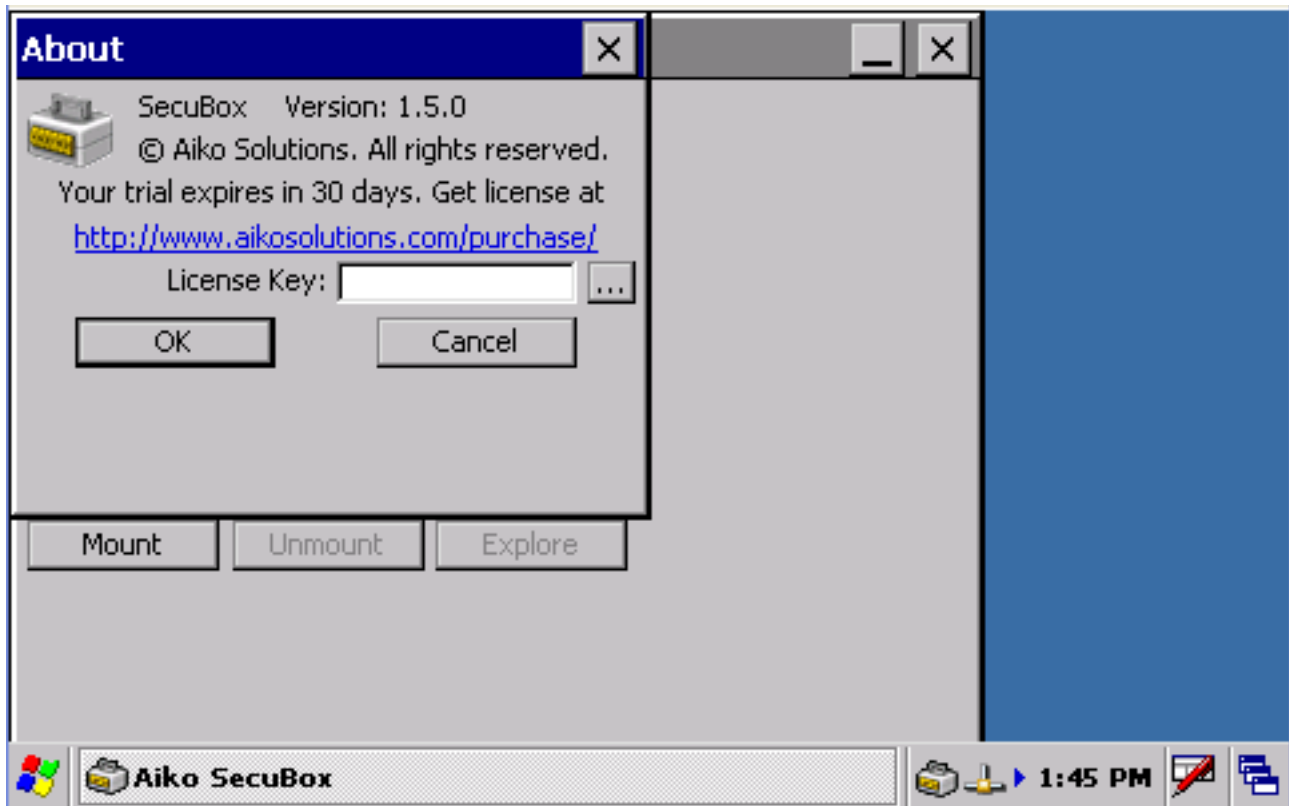 About
SecuBox Version: 1.5.0
© Aiko Solutions. All rights reserved.
Your trial expires in 30 days. Get license at
http://www.aikosolutions.com/purchase/
License Key:
...
OK Cancel
Mount Unmount Explore
Aiko SecuBox 1:45 PM